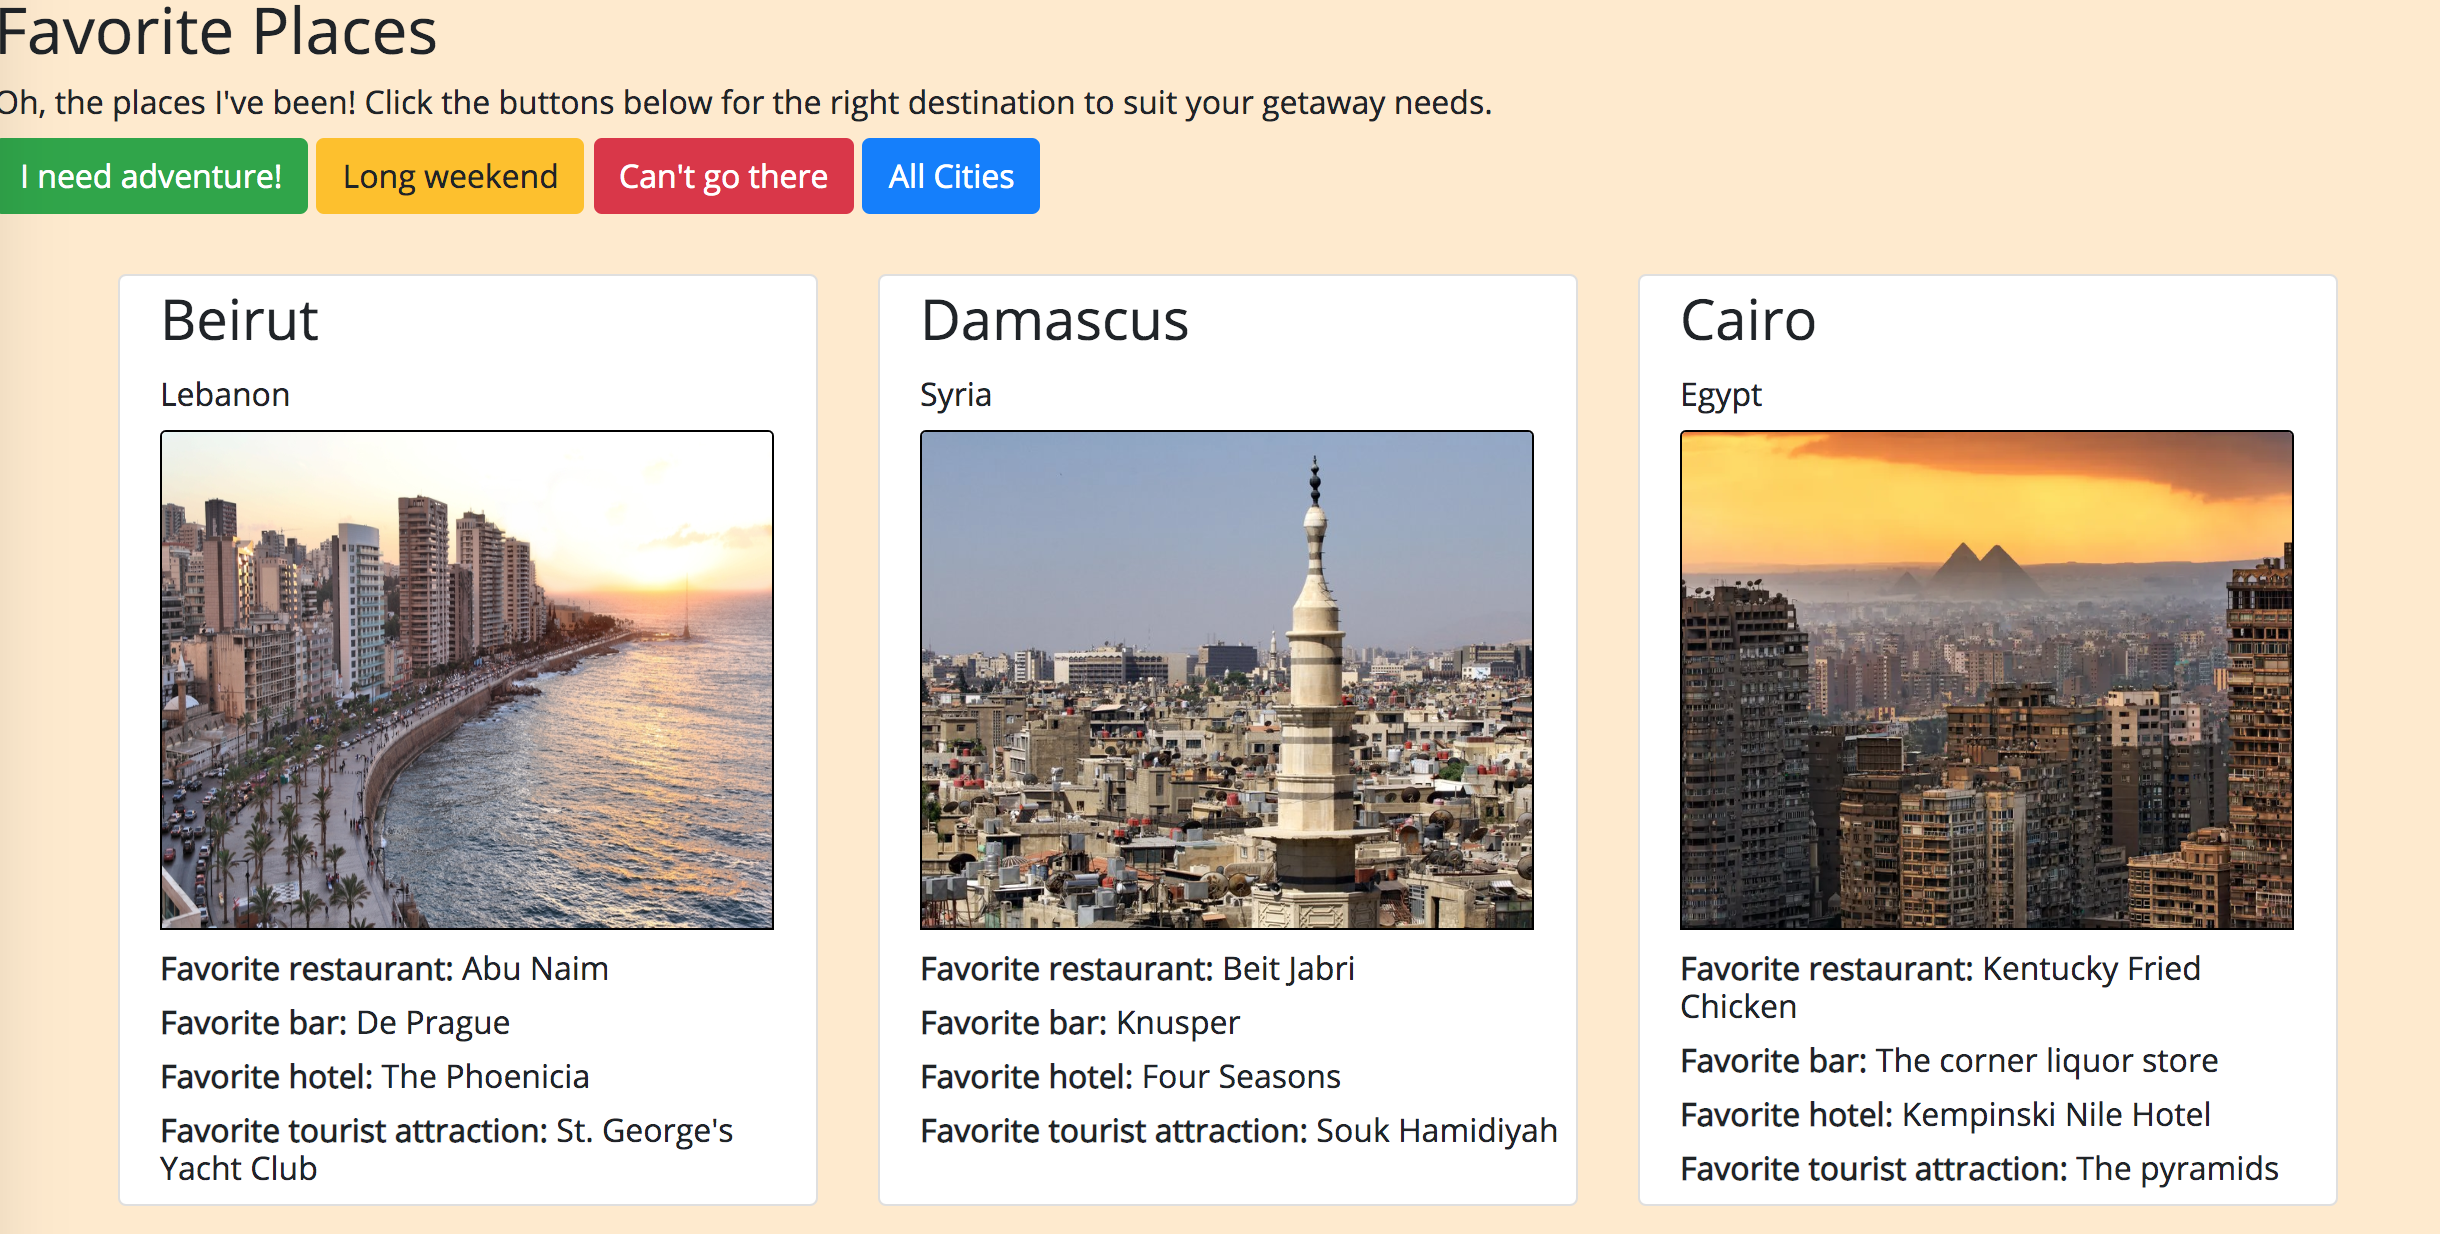 Favorite Places
Oh, the places I've been! Click the buttons below for the right destination to suit your getaway needs.
I need adventure! Long weekend Can't go there All Cities
Beirut
Lebanon
Favorite restaurant: Abu Naim
Favorite bar: De Prague
Favorite hotel: The Phoenicia
Favorite tourist attraction: St. George's
Yacht Club
Damascus
Syria
Favorite restaurant: Beit Jabri
Favorite bar: Knusper
Favorite hotel: Four Seasons
Favorite tourist attraction: Souk Hamidiyah
Cairo
Egypt
Favorite restaurant: Kentucky Fried
Chicken
Favorite bar: The corner liquor store
Favorite hotel: Kempinski Nile Hotel
Favorite tourist attraction: The pyramids